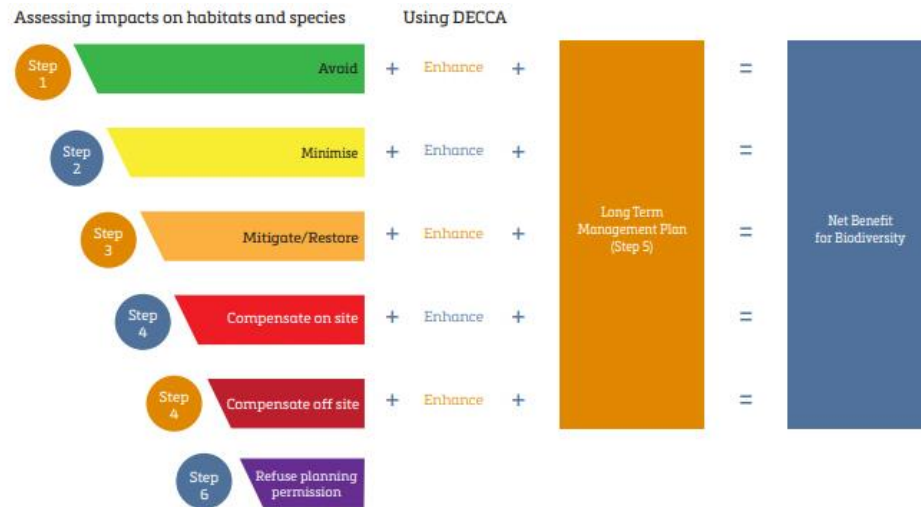 Assessing impacts on habitats and species Using DECCA
Step
1
Avoid + Enhance + =
Step
2
Minimise + Enhance + =
Step
3
Mitigate/Restore + Enhance + =
Long Term
Management Plan
(Step 5)
Net Benefit
for Biodiversity
Step
4
Compensate on site + Enhance + =
Step
4
Compensate off site + Enhance + =
Step
6
Refuse planning
permission